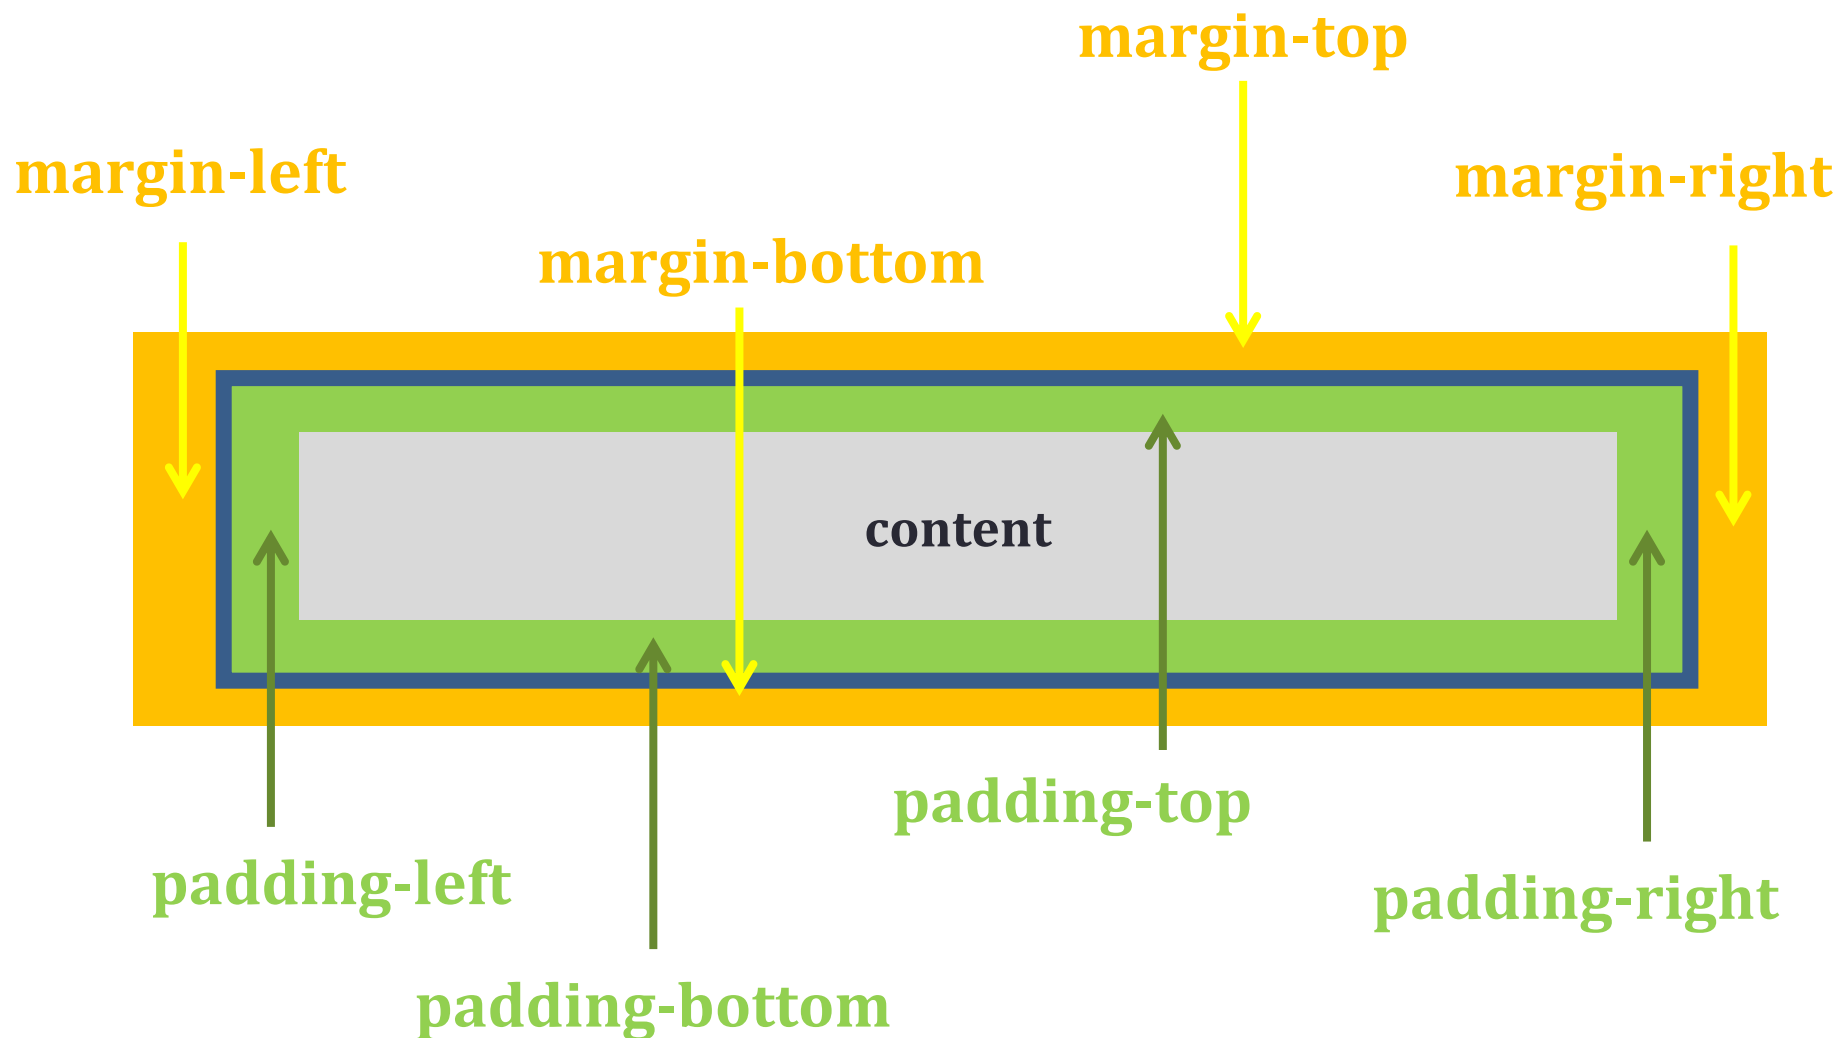 margin-top
margin-left
margin-right
margin-bottom
content
padding-top
padding-left
padding-right
padding-bottom